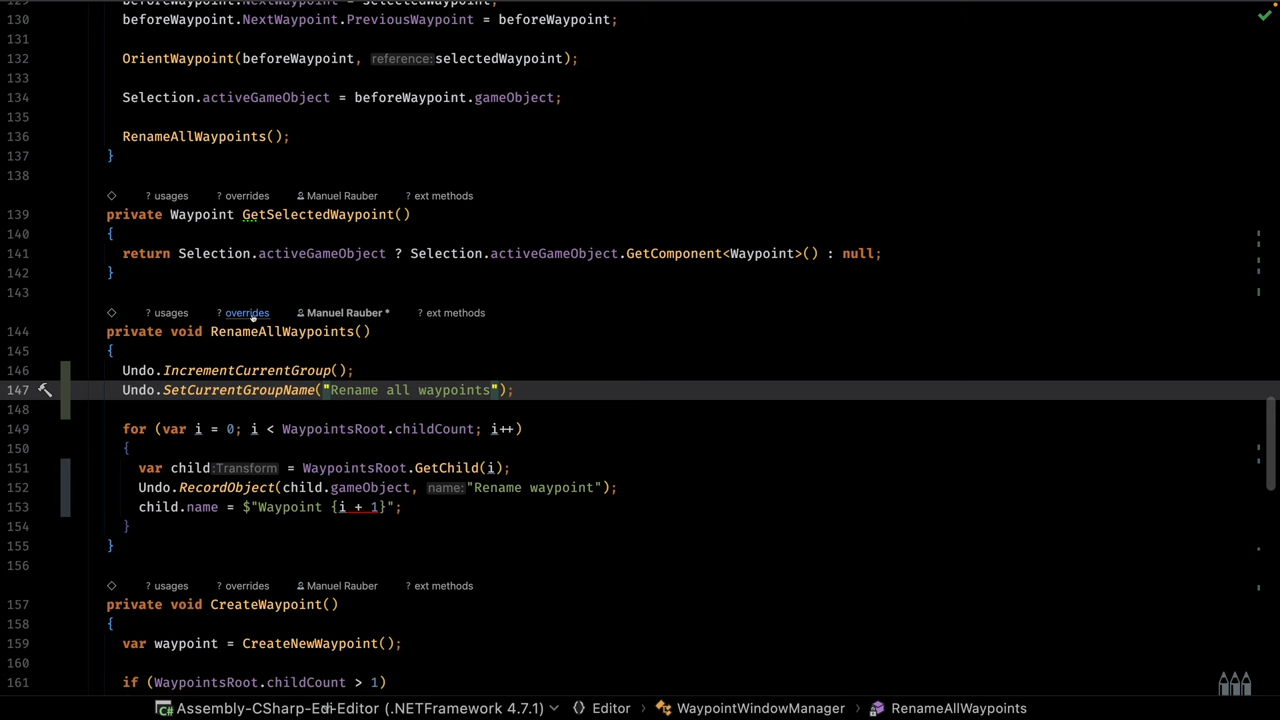 129 beforeWaypoint.NextWaypoint = selectedWaypoint;
130 beforeWaypoint.NextWaypoint.PreviousWaypoint = beforeWaypoint;
131
132 OrientWaypoint(beforeWaypoint, reference: selectedWaypoint);
133
134 Selection.activeGameObject = beforeWaypoint.gameObject;
135
136 RenameAllWaypoints();
137 }
138
? usages ? overrides Manuel Rauber ? ext methods
139 private Waypoint GetSelectedWaypoint()
140 {
141 return Selection.activeGameObject ? Selection.activeGameObject.GetComponent<Waypoint>() : null;
142 }
143
? usages ? overrides Manuel Rauber * ? ext methods
144 private void RenameAllWaypoints()
145 {
146 Undo.IncrementCurrentGroup();
147 Undo.SetCurrentGroupName("Rename all waypoints");
148
149 for (var i = 0; i < WaypointsRoot.childCount; i++)
150 {
151 var child :Transform = WaypointsRoot.GetChild(i);
152 Undo.RecordObject(child.gameObject, name: "Rename waypoint");
153 child.name = $"Waypoint {i + 1}";
154 }
155 }
156
? usages ? overrides Manuel Rauber ? ext methods
157 private void CreateWaypoint()
158 {
159 var waypoint = CreateNewWaypoint();
160
161 if (WaypointsRoot.childCount > 1)
C# Assembly-CSharp-Edi-Editor (.NETFramework 4.7.1) {} Editor WaypointWindowManager RenameAllWaypoints